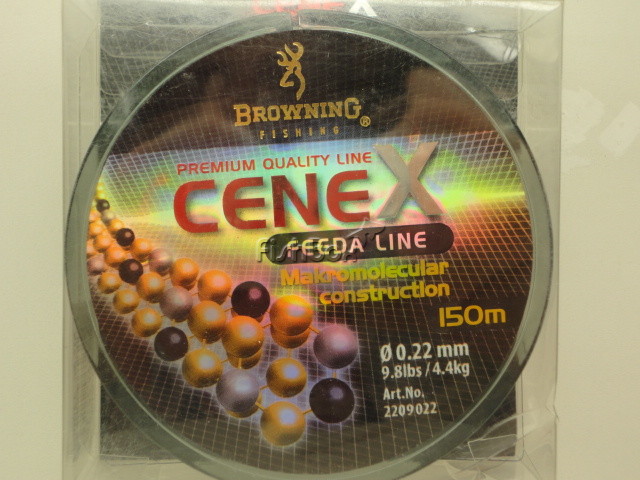 CENEX
BROWNING®
FISHING
PREMIUM QUALITY LINE
CENEX
FEEDA LINE
Makromolecular
construction
150m
Ø 0.22 mm
9.8lbs/4.4kg
Art.No.
2209022